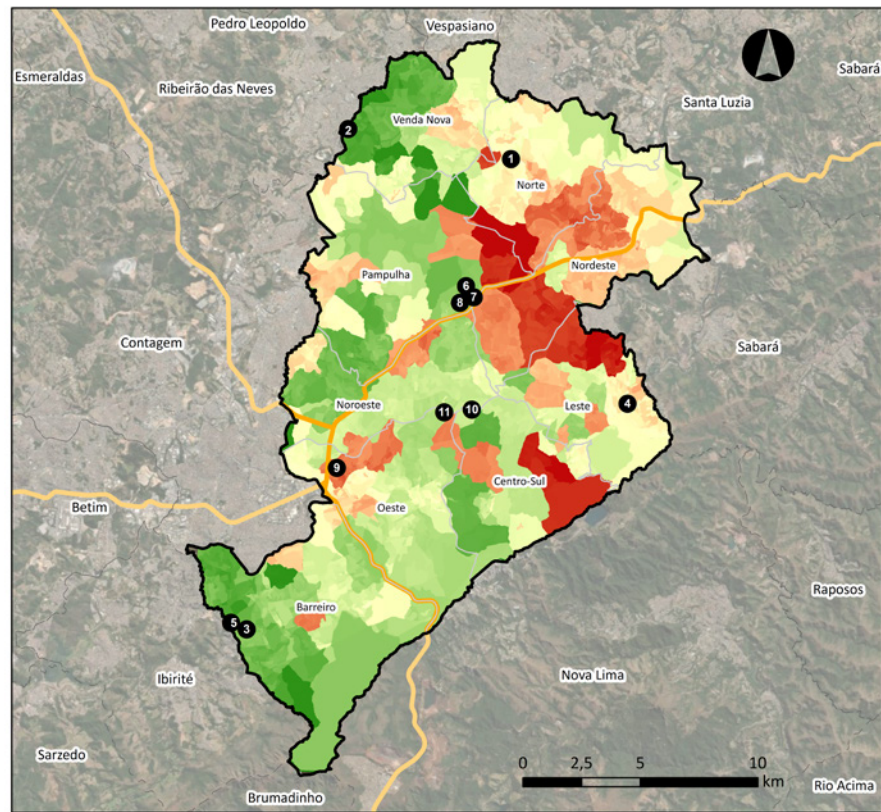 Pedro Leopoldo
Vespasiano
Esmeraldas
Sabará
Ribeirão das Neves
Santa Luzia
Venda Nova
2
1
Norte
Pampulha
Nordeste
6
7
8
Contagem
Sabará
Noroeste
11
10
Leste
4
9
Centro-Sul
Betim
Oeste
Raposos
Barreiro
5
3
Ibirité
Nova Lima
Sarzedo
0 2,5 5 10
km
Brumadinho
Rio Acima